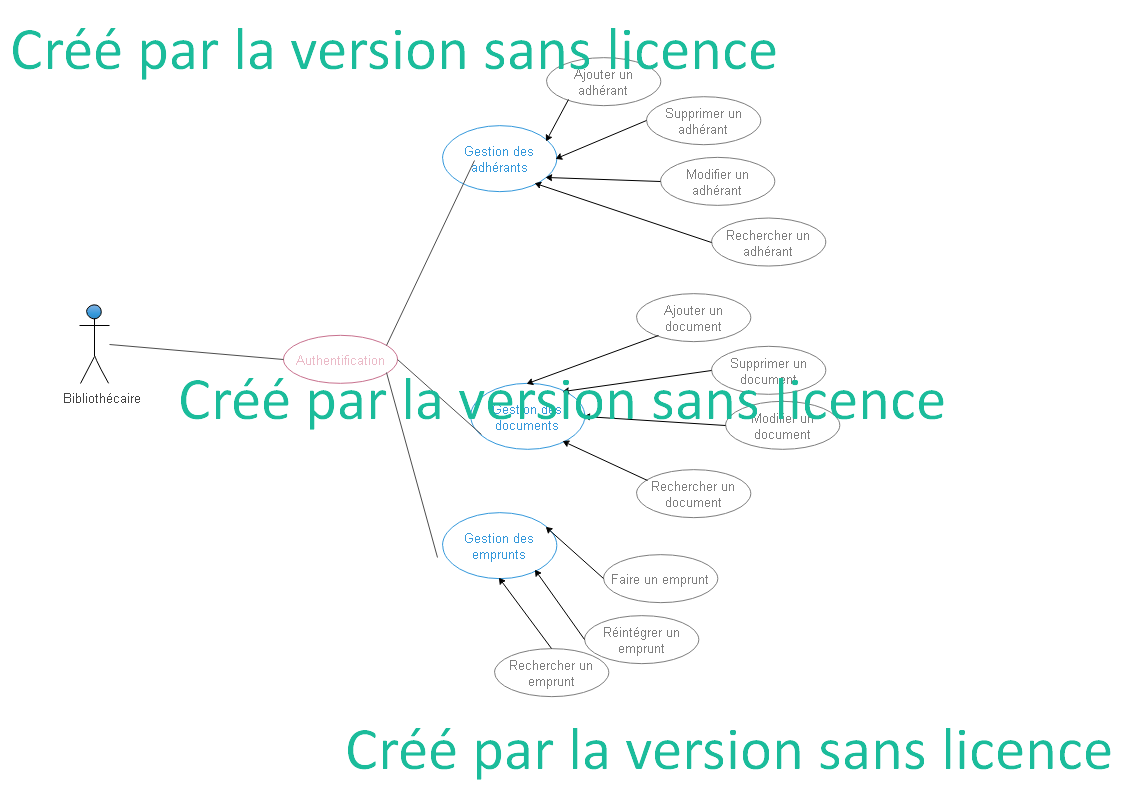 Créé par la version sans licence
Ajouter un
adhérant
Supprimer un
adhérant
Gestion des
adhérants
Modifier un
adhérant
Rechercher un
adhérant
Ajouter un
document
Authentification
Supprimer un
document
Bibliothécaire
Créé par la version sans licence
Gestion des
documents
Modifier un
document
Rechercher un
document
Gestion des
emprunts
Faire un emprunt
Réintégrer un
emprunt
Rechercher un
emprunt
Créé par la version sans licence